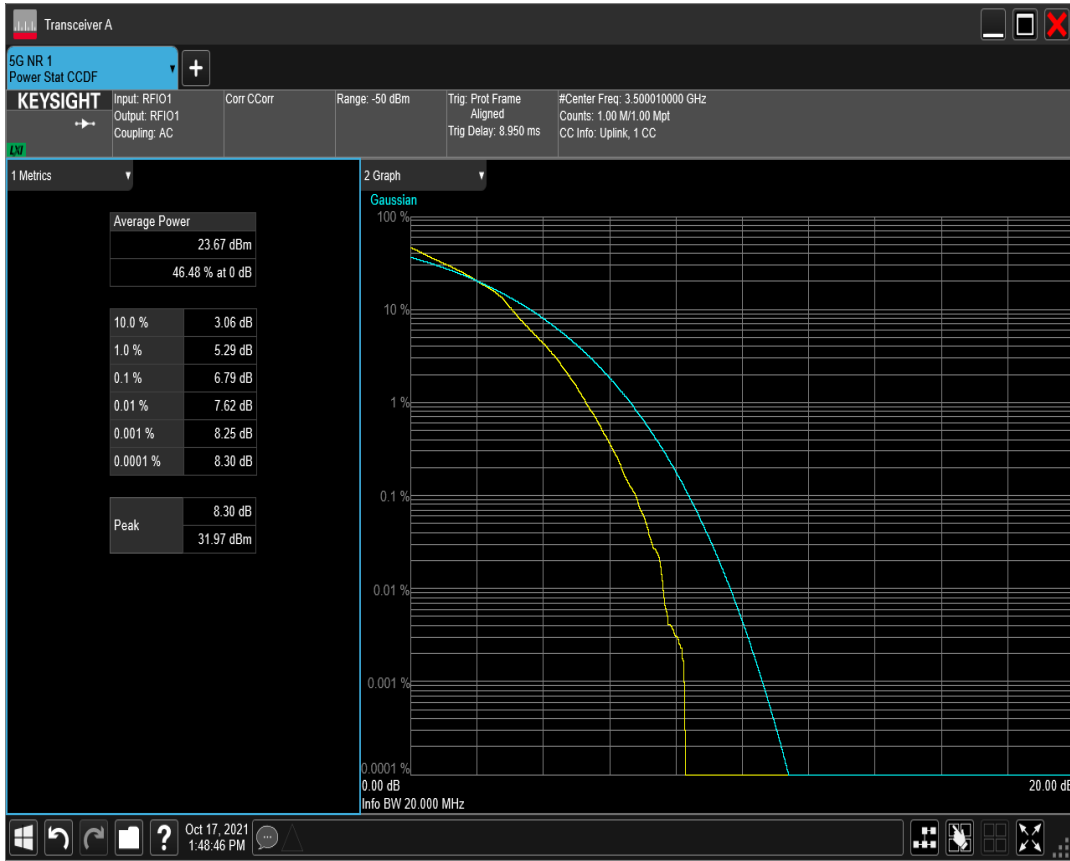 Transceiver A
5G NR 1
Power Stat CCDF
KEYSIGHT
LXI
Input: RFIO1
Output: RFIO1
Coupling: AC
Corr CCorr
Range: -50 dBm
Trig: Prot Frame
Aligned
Trig Delay: 8.950 ms
#Center Freq: 3.500010000 GHz
Counts: 1.00 M/1.00 Mpt
CC Info: Uplink, 1 CC
1 Metrics
Average Power
23.67 dBm
46.48 % at 0 dB
10.0 % 3.06 dB
1.0 % 5.29 dB
0.1 % 6.79 dB
0.01 % 7.62 dB
0.001 % 8.25 dB
0.0001 % 8.30 dB
Peak
8.30 dB
31.97 dBm
2 Graph
Gaussian
100 %
10 %
1 %
0.1 %
0.01 %
0.001 %
0.0001 %
0.00 dB
20.00 dB
Info BW 20.000 MHz
Oct 17, 2021
1:48:46 PM